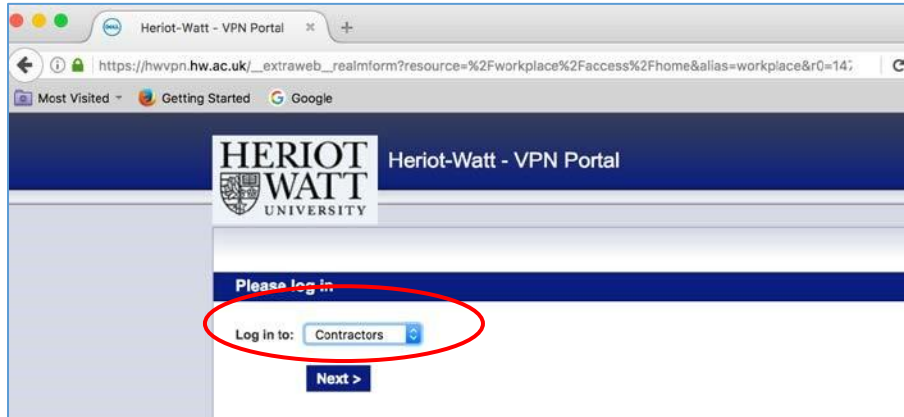 Heriot-Watt - VPN Portal
https://hwvpn.hw.ac.uk/__extraweb__realmform?resource=%2Fworkplace%2Faccess%2Fhome&alias=workplace&r0=147
Most Visited Getting Started Google
HERIOT
WATT
UNIVERSITY
Heriot-Watt - VPN Portal
Please log in
Log in to: Contractors
Next >